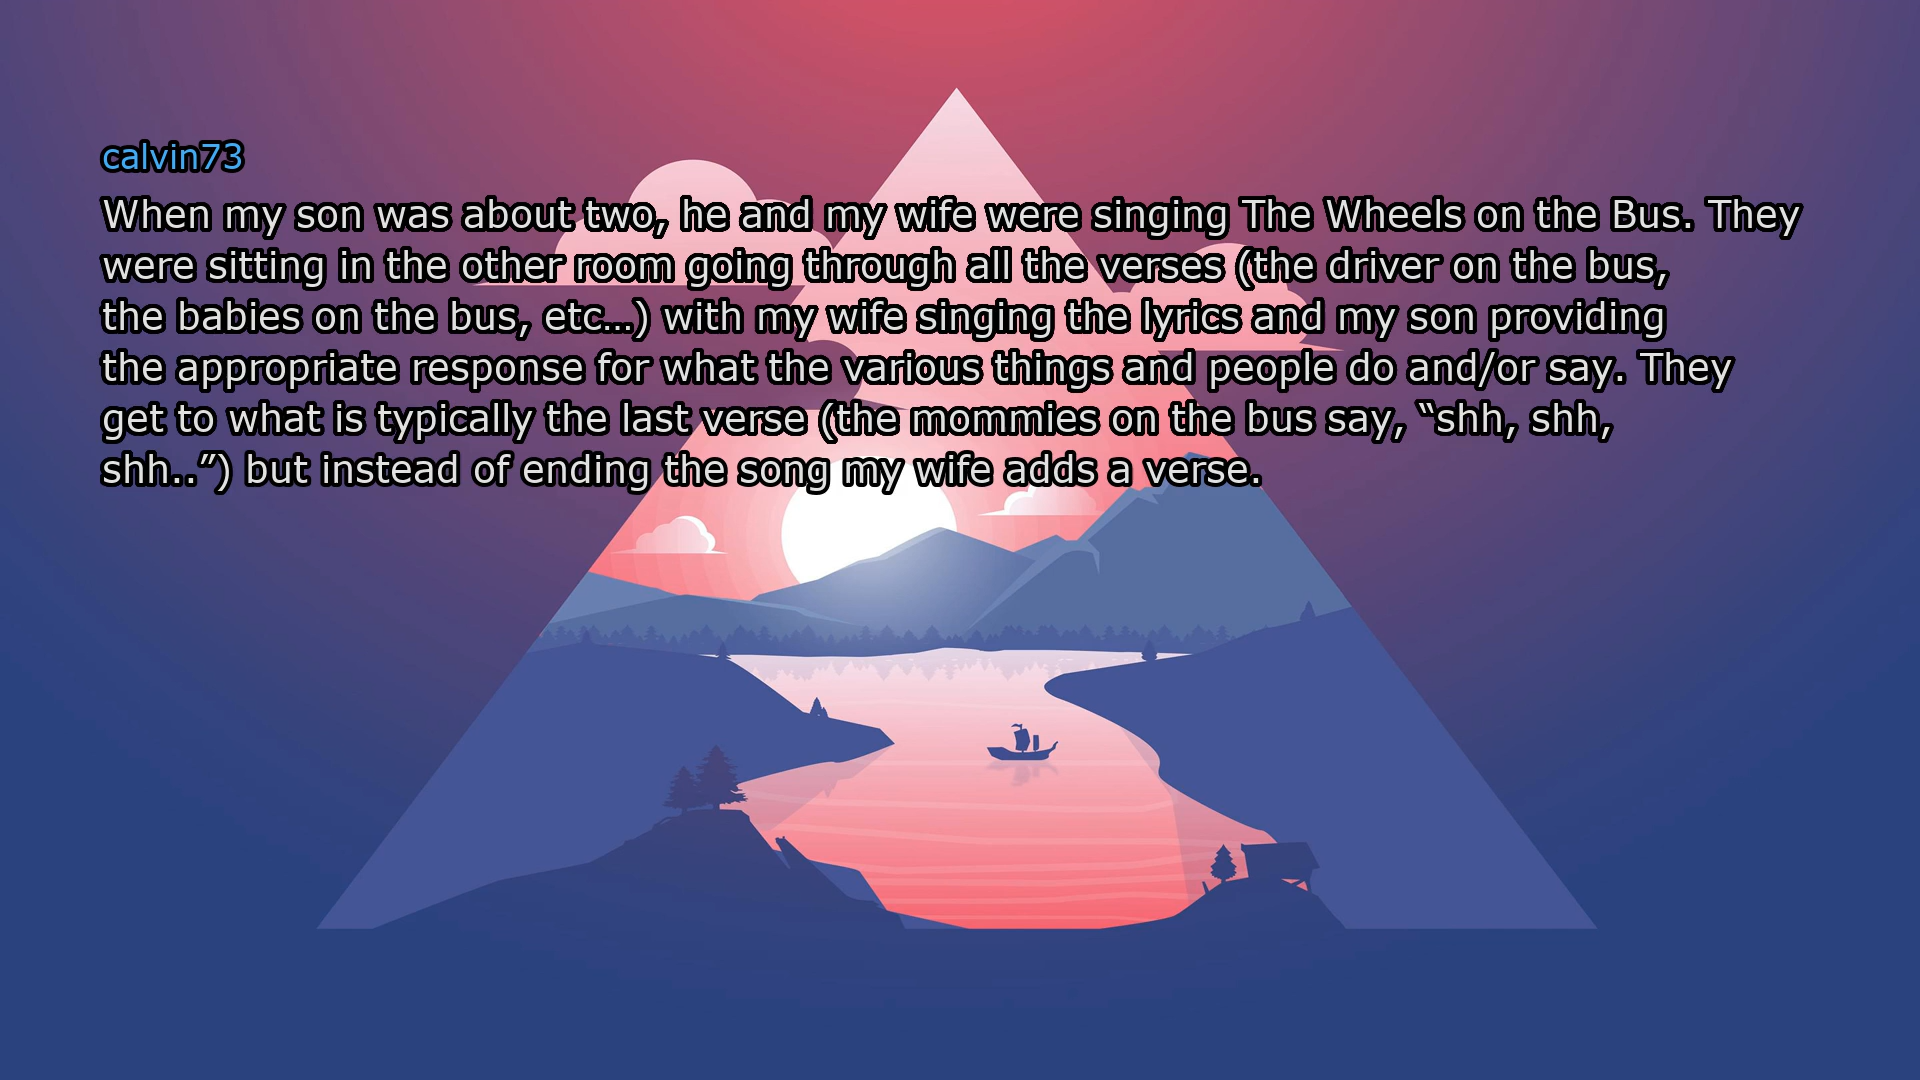 calvin73
When my son was about two, he and my wife were singing The Wheels on the Bus. They
were sitting in the other room going through all the verses (the driver on the bus,
the babies on the bus, etc…) with my wife singing the lyrics and my son providing
the appropriate response for what the various things and people do and/or say. They
get to what is typically the last verse (the mommies on the bus say, “shh, shh,
shh..”) but instead of ending the song my wife adds a verse.